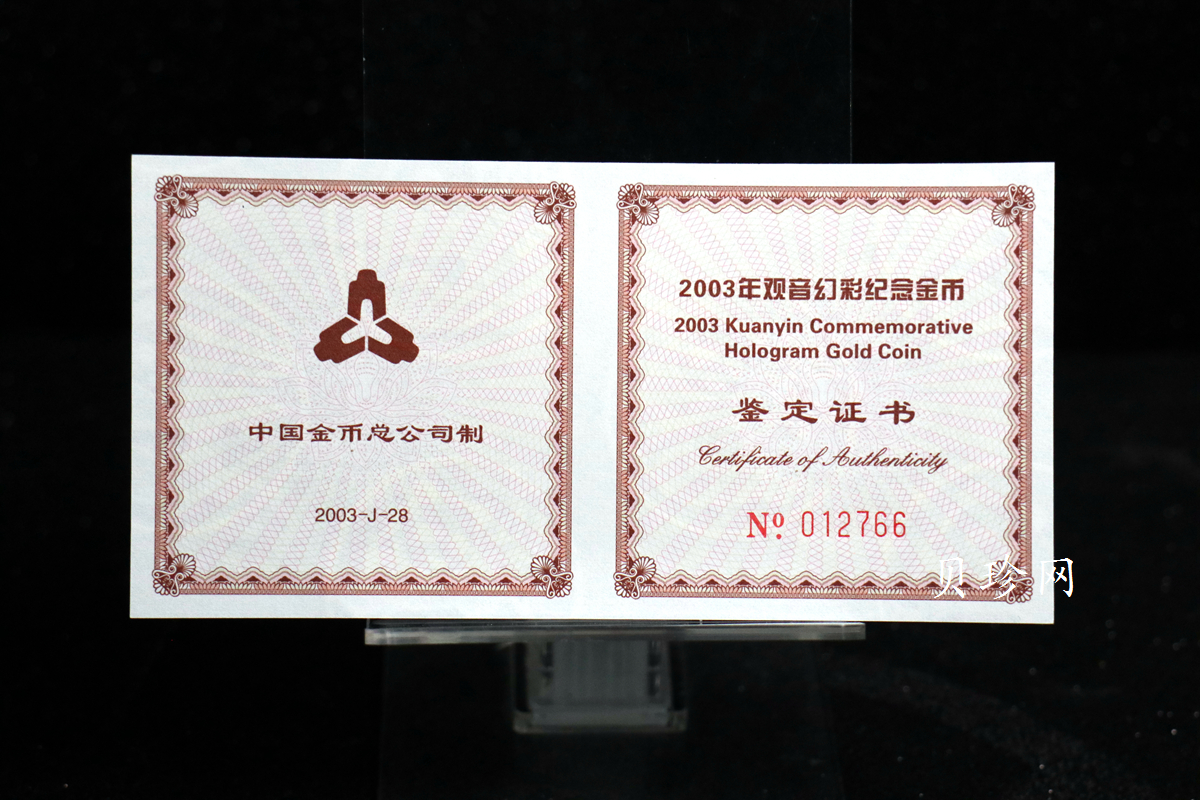 中国金币总公司制
2003-J-28
2003年观音幻彩纪念金币
2003 Kuanyin Commemorative
Hologram Gold Coin
鉴定证书
Certificate of Authenticity
Nº. 012766
贝珍网